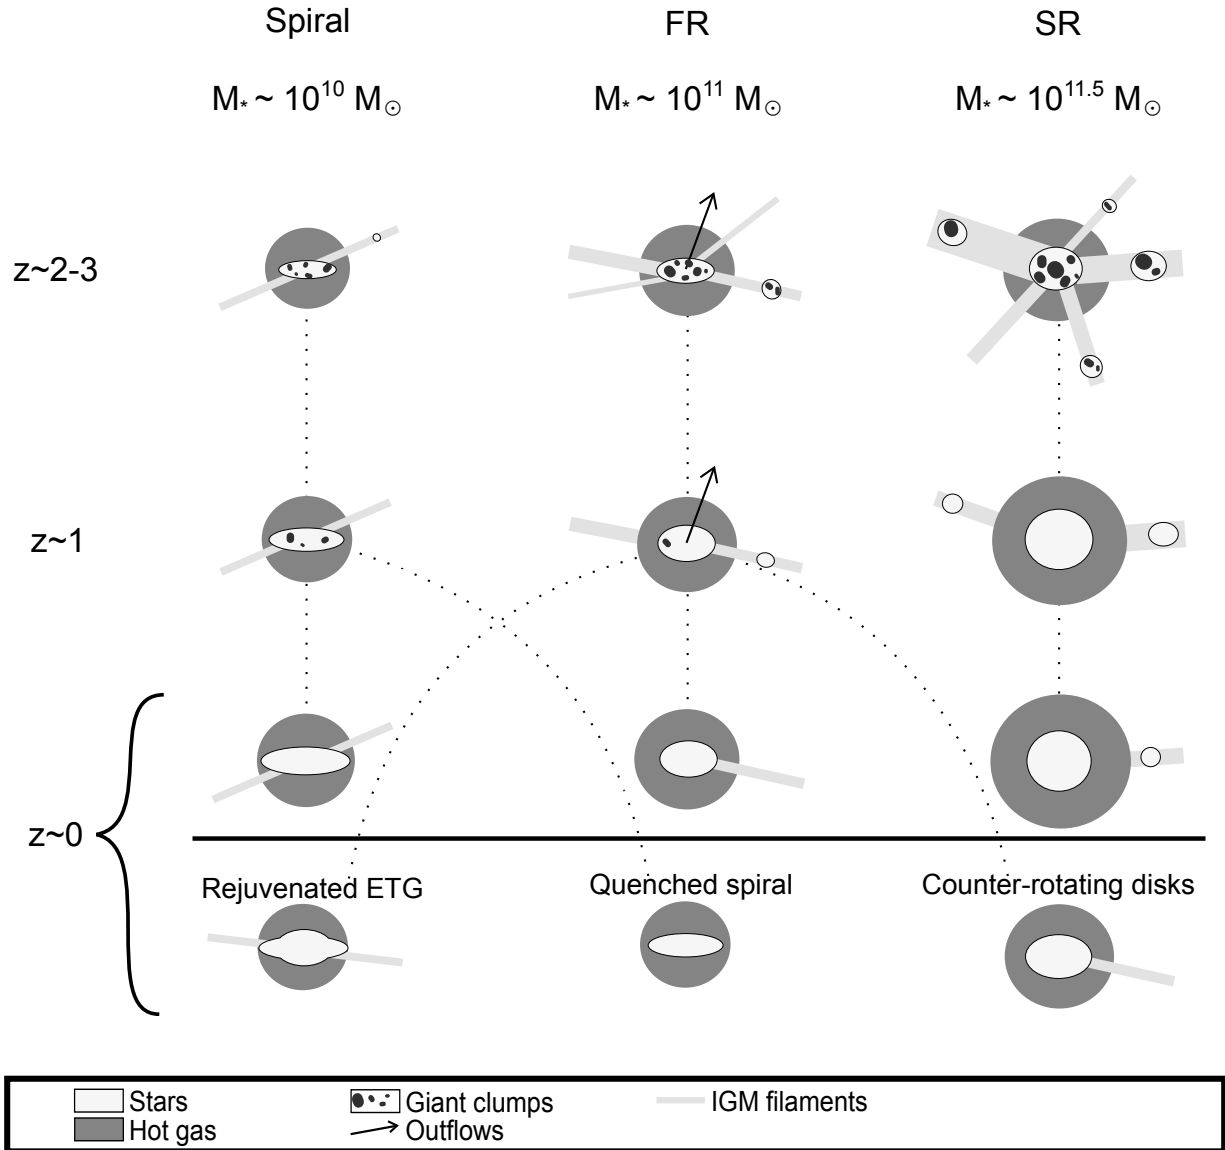 Spiral FR SR
M* ~ 10^10 M☉ M* ~ 10^11 M☉ M* ~ 10^11.5 M☉
z~2-3
z~1
z~0
Rejuvenated ETG Quenched spiral Counter-rotating disks
Stars Giant clumps IGM filaments
Hot gas Outflows